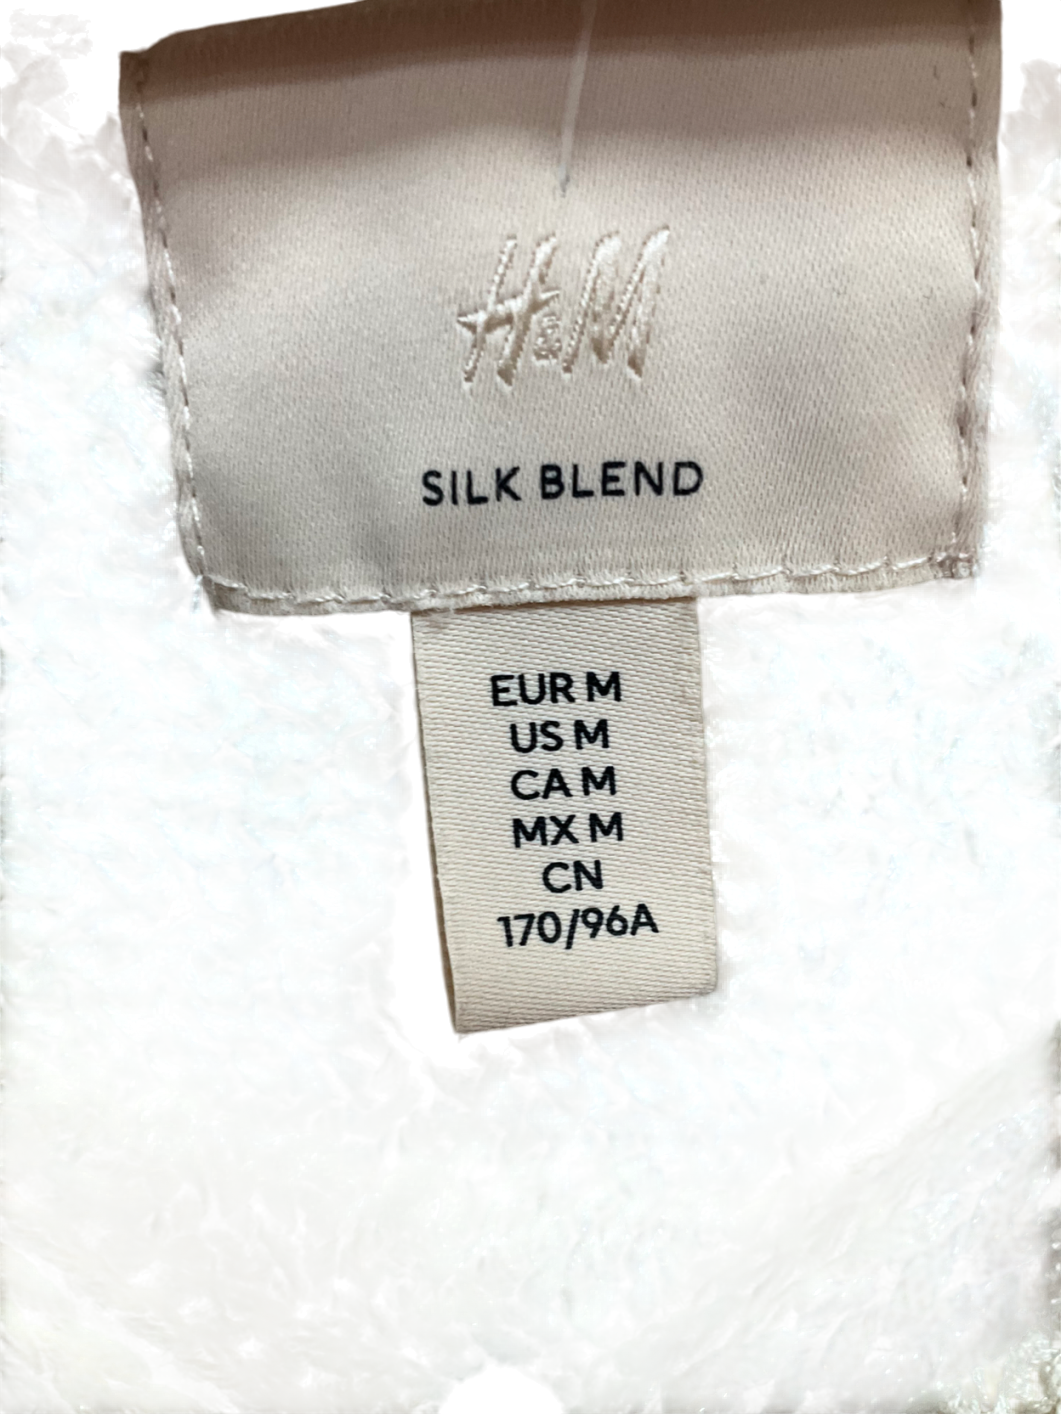 H&M
SILK BLEND
EUR M
US M
CA M
MX M
CN
170/96A